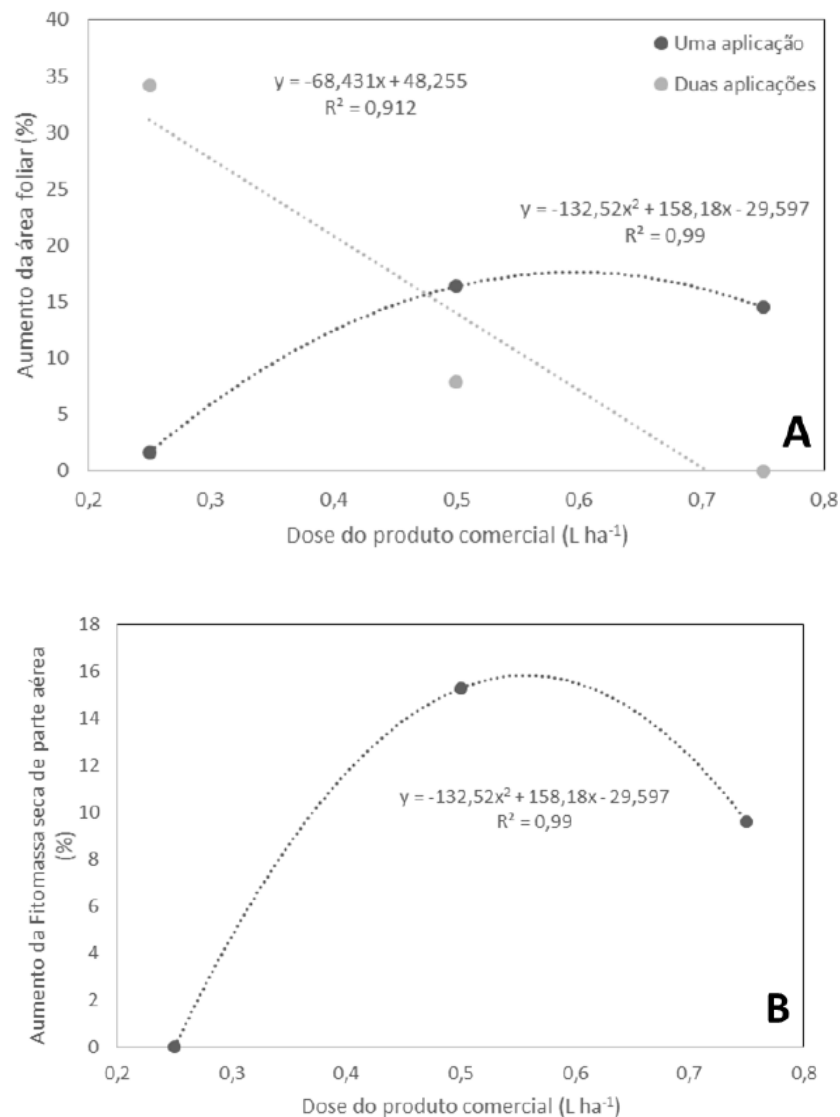 40
35
30
25
20
15
10
5
0
Aumento da área foliar (%)
Uma aplicação
Duas aplicações
y = -68,431x + 48,255
R² = 0,912
y = -132,52x² + 158,18x - 29,597
R² = 0,99
A
0,2 0,3 0,4 0,5 0,6 0,7 0,8
Dose do produto comercial (L ha⁻¹)
18
16
14
12
10
8
6
4
2
0
Aumento da Fitomassa seca de parte aérea
(%)
y = -132,52x² + 158,18x - 29,597
R² = 0,99
B
0,2 0,3 0,4 0,5 0,6 0,7 0,8
Dose do produto comercial (L ha⁻¹)